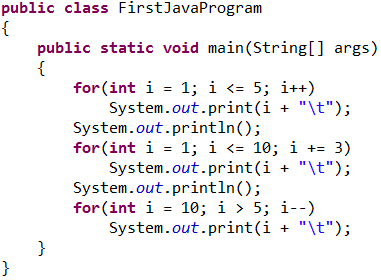 public class FirstJavaProgram
{
    public static void main(String[] args)
    {
        for(int i = 1; i <= 5; i++)
            System.out.print(i + "\t");
        System.out.println();
        for(int i = 1; i <= 10; i += 3)
            System.out.print(i + "\t");
        System.out.println();
        for(int i = 10; i > 5; i--)
            System.out.print(i + "\t");
    }
}